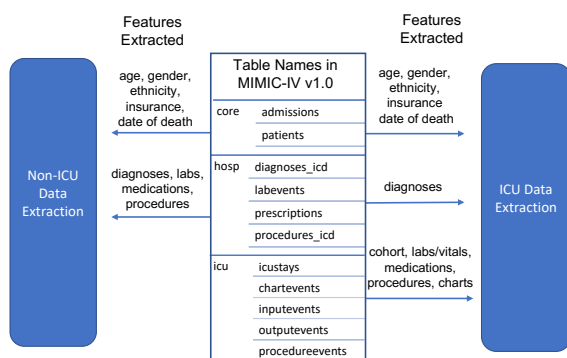 Features
Extracted
age, gender,
ethnicity,
insurance,
date of death
diagnoses, labs,
medications,
procedures
Non-ICU
Data
Extraction
Table Names in
MIMIC-IV v1.0
core
admissions
patients
hosp
diagnoses_icd
labevents
prescriptions
procedures_icd
icu
icustays
chartevents
inputevents
outputevents
procedureevents
Features
Extracted
age, gender,
ethnicity,
insurance
date of death
diagnoses
cohort, labs/vitals,
medications,
procedures, charts
ICU Data
Extraction